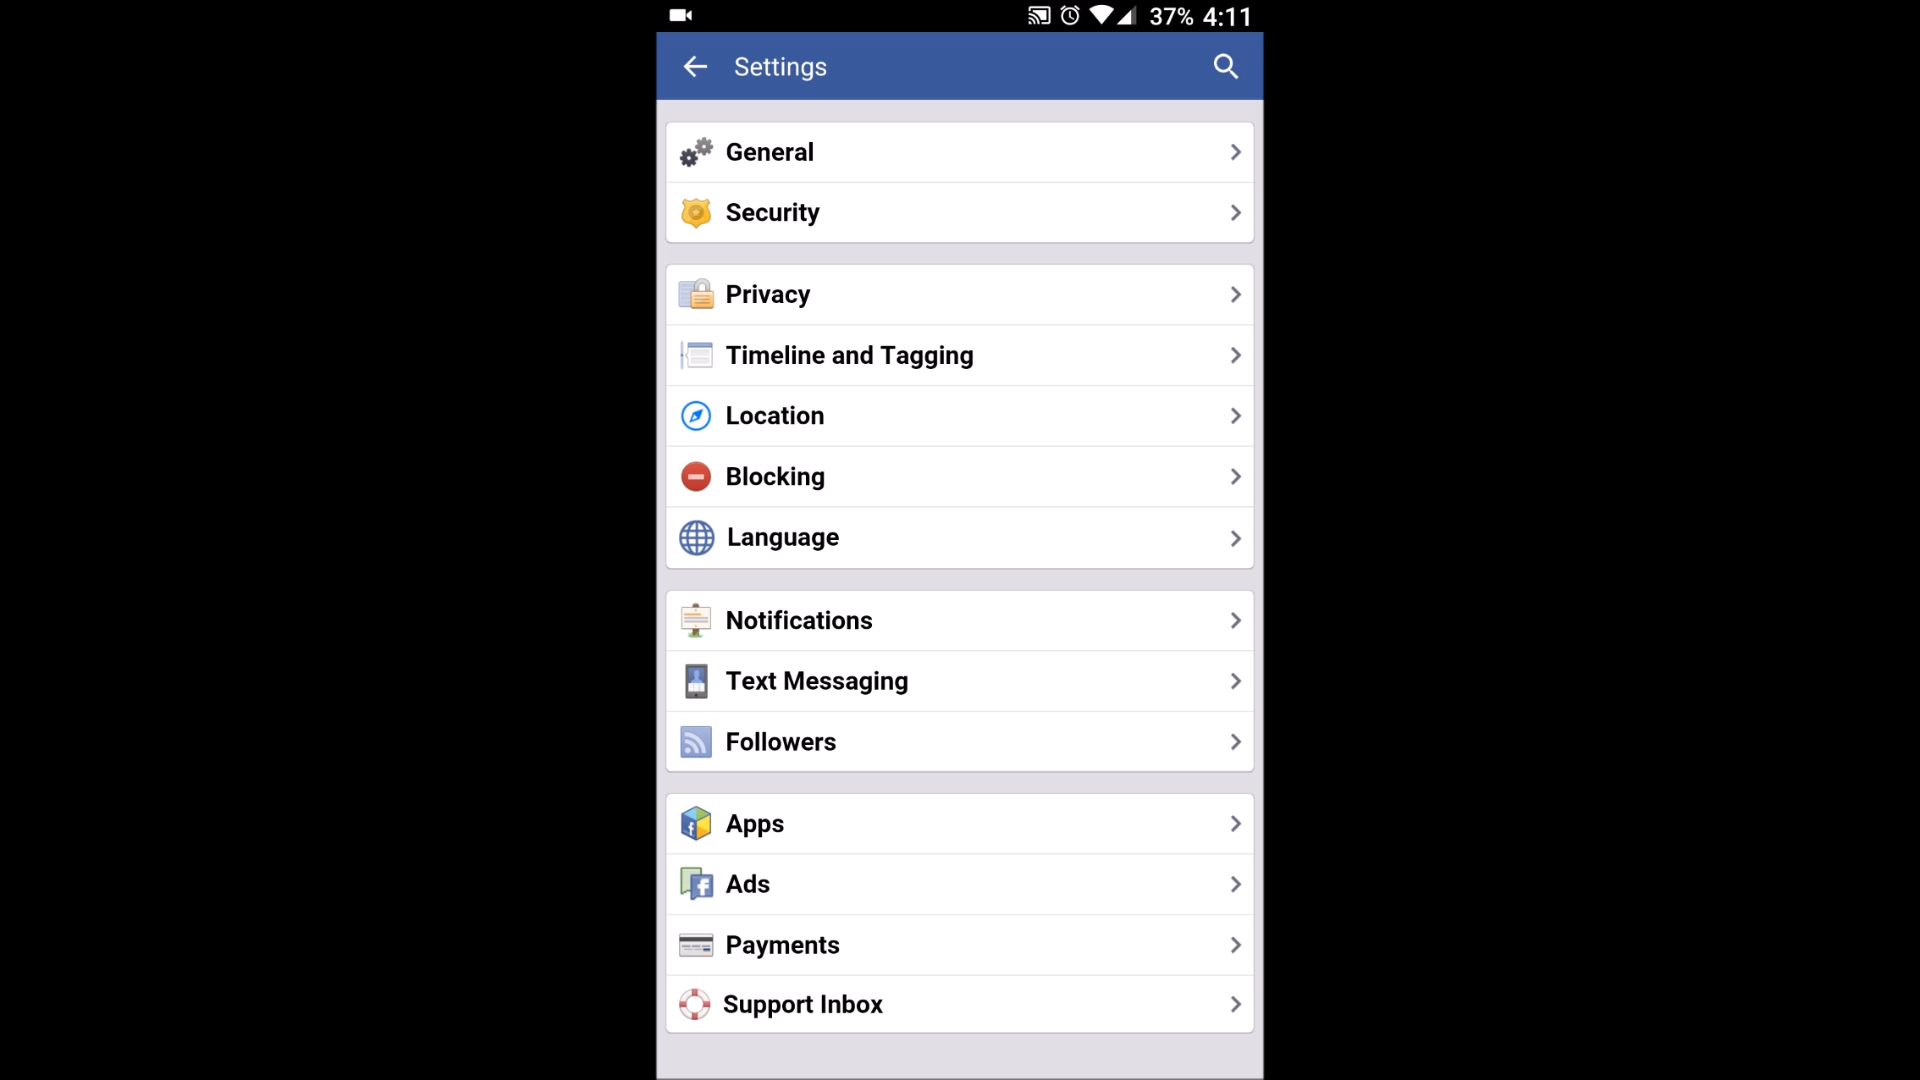 37% 4:11
Settings
General
Security
Privacy
Timeline and Tagging
Location
Blocking
Language
Notifications
Text Messaging
Followers
Apps
Ads
Payments
Support Inbox